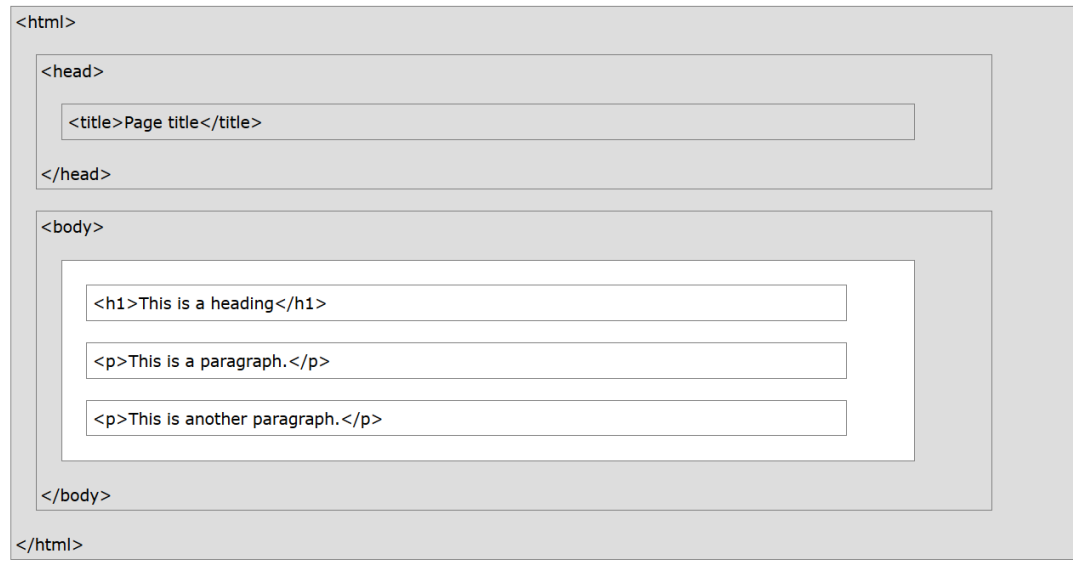 <html>
<head>
<title>Page title</title>
</head>
<body>
<h1>This is a heading</h1>
<p>This is a paragraph.</p>
<p>This is another paragraph.</p>
</body>
</html>